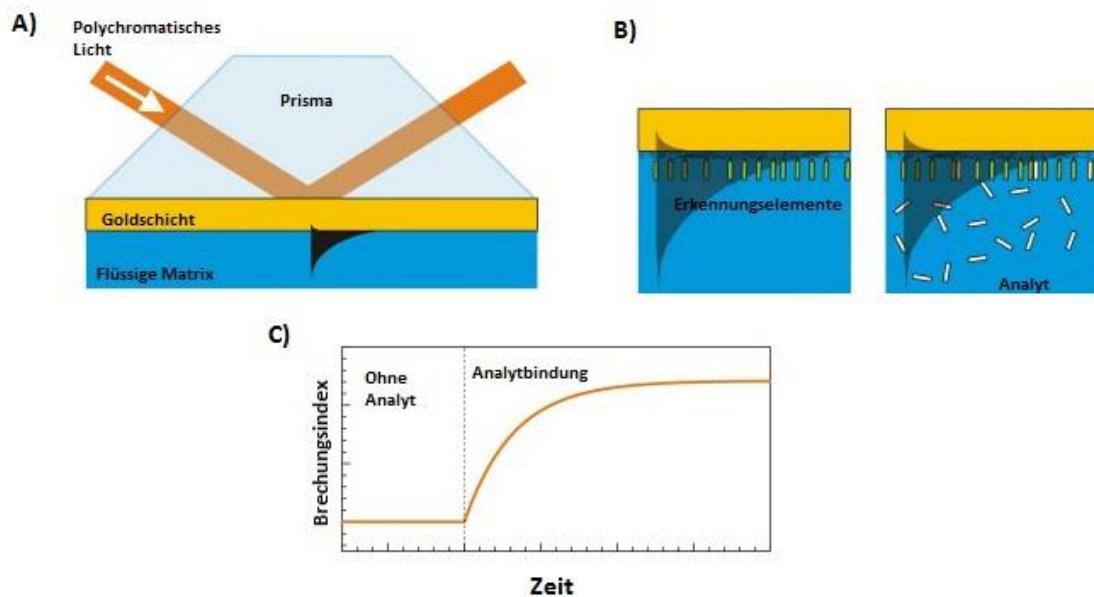 A)
Polychromatisches
Licht
Prisma
Goldschicht
Flüssige Matrix
B)
Erkennungselemente
Analyt
C)
Ohne
Analyt
Analytbindung
Brechungsindex
Zeit